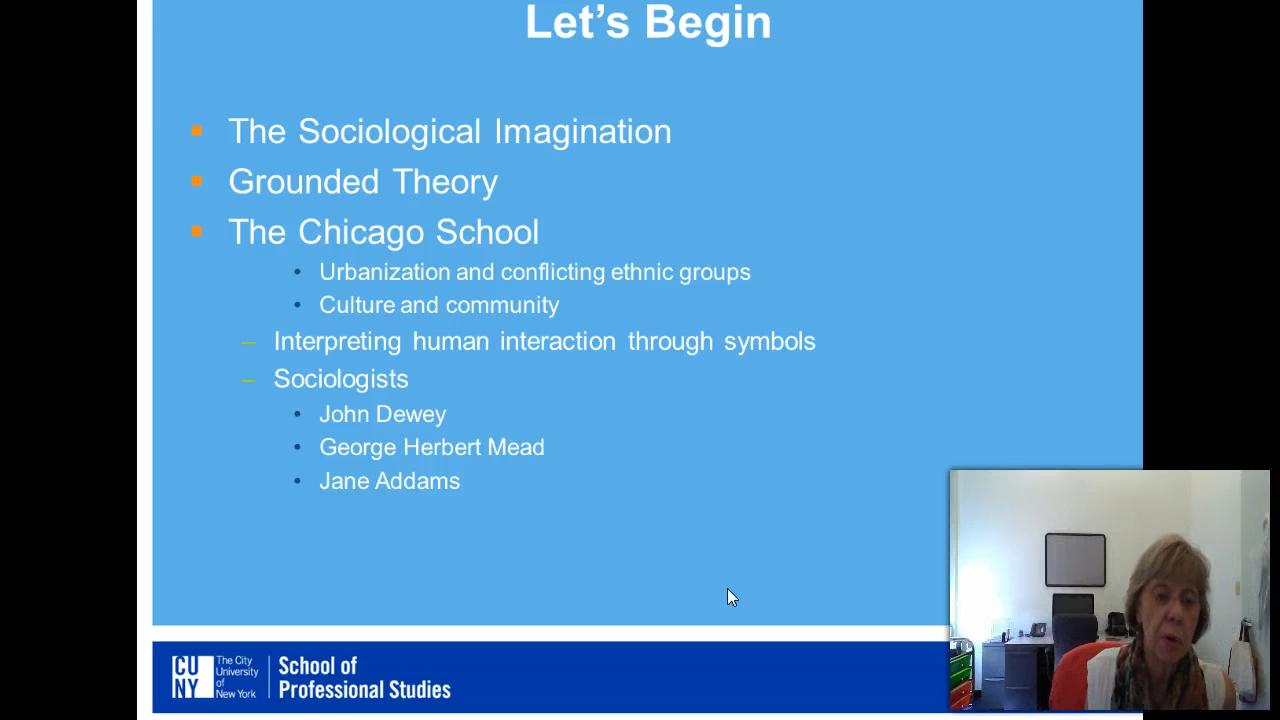 Let's Begin
The Sociological Imagination
Grounded Theory
The Chicago School
Urbanization and conflicting ethnic groups
Culture and community
Interpreting human interaction through symbols
Sociologists
John Dewey
George Herbert Mead
Jane Addams
CU
NY
The City
University
of
New York
School of
Professional Studies